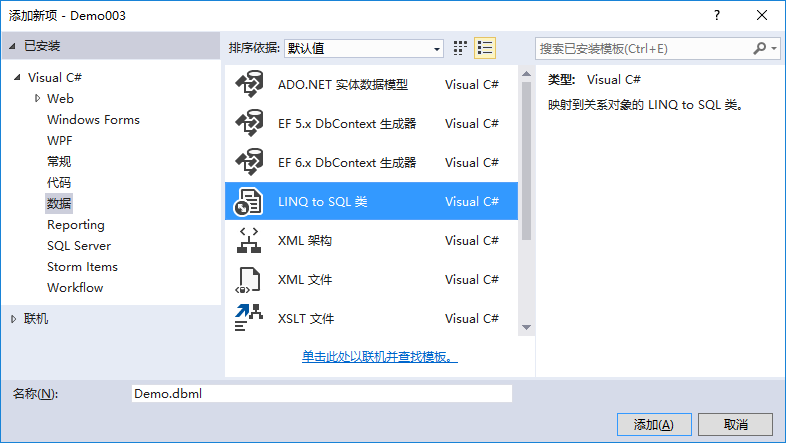 添加新项 - Demo003
?
已安装
Visual C#
Web
Windows Forms
WPF
常规
代码
数据
Reporting
SQL Server
Storm Items
Workflow
联机
排序依据: 默认值
ADO.NET 实体数据模型 Visual C#
EF 5.x DbContext 生成器 Visual C#
EF 6.x DbContext 生成器 Visual C#
LINQ to SQL 类 Visual C#
XML 架构 Visual C#
XML 文件 Visual C#
XSLT 文件 Visual C#
单击此处以联机并查找模板。
搜索已安装模板(Ctrl+E)
类型: Visual C#
映射到关系对象的 LINQ to SQL 类。
名称(N): Demo.dbml
添加(A) 取消